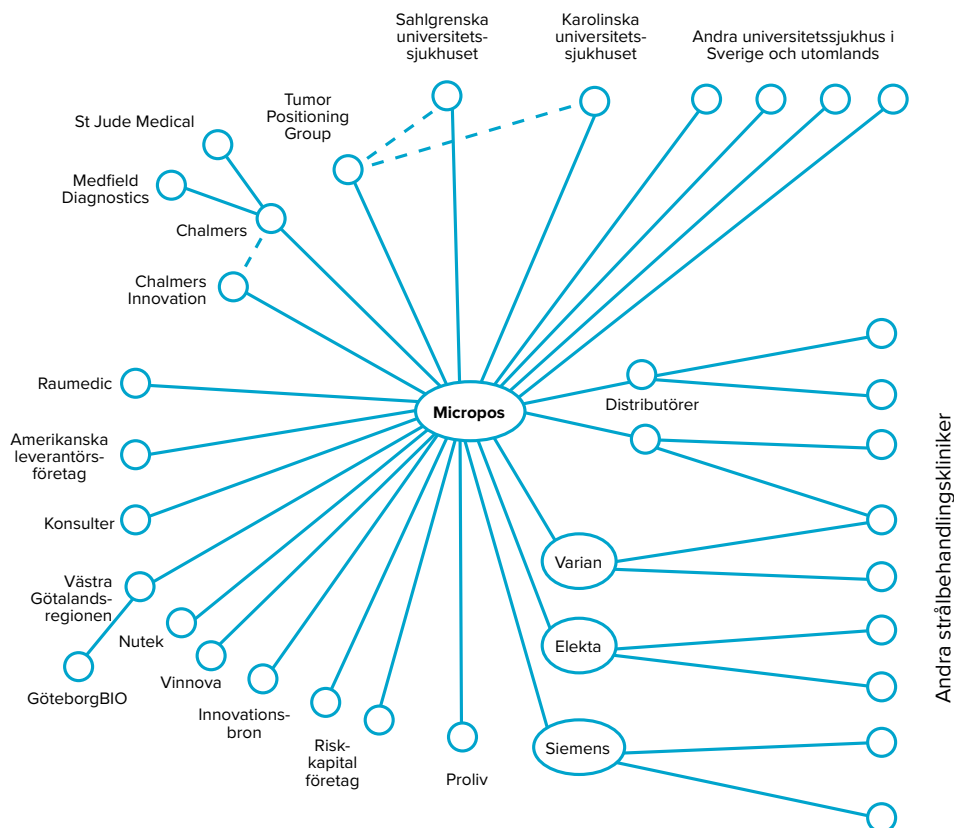 Sahlgrenska
universitets-
sjukhuset
Karolinska
universitets-
sjukhuset
Andra universitetssjukhus i
Sverige och utomlands
Tumor
Positioning
Group
St Jude Medical
Medfield
Diagnostics
Chalmers
Chalmers
Innovation
Raumedic
Micropos
Distributörer
Amerikanska
leverantörs-
företag
Konsulter
Varian
Västra
Götalands-
regionen
Nutek
Elekta
Vinnova
GöteborgBIO
Innovations-
bron
Risk-
kapital
företag
Proliv
Siemens
Andra strålbehandlingskliniker